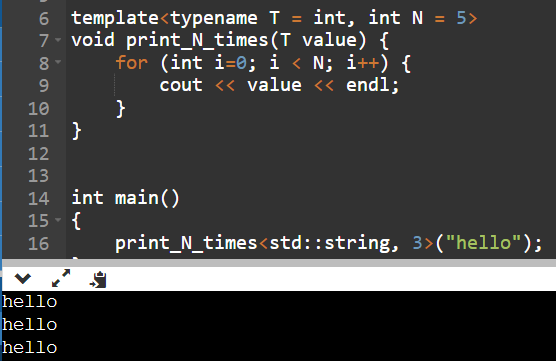 6 template<typename T = int, int N = 5>
7 void print_N_times(T value) {
8     for (int i=0; i < N; i++) {
9         cout << value << endl;
10     }
11 }
12
13
14 int main()
15 {
16     print_N_times<std::string, 3>("hello");
hello
hello
hello